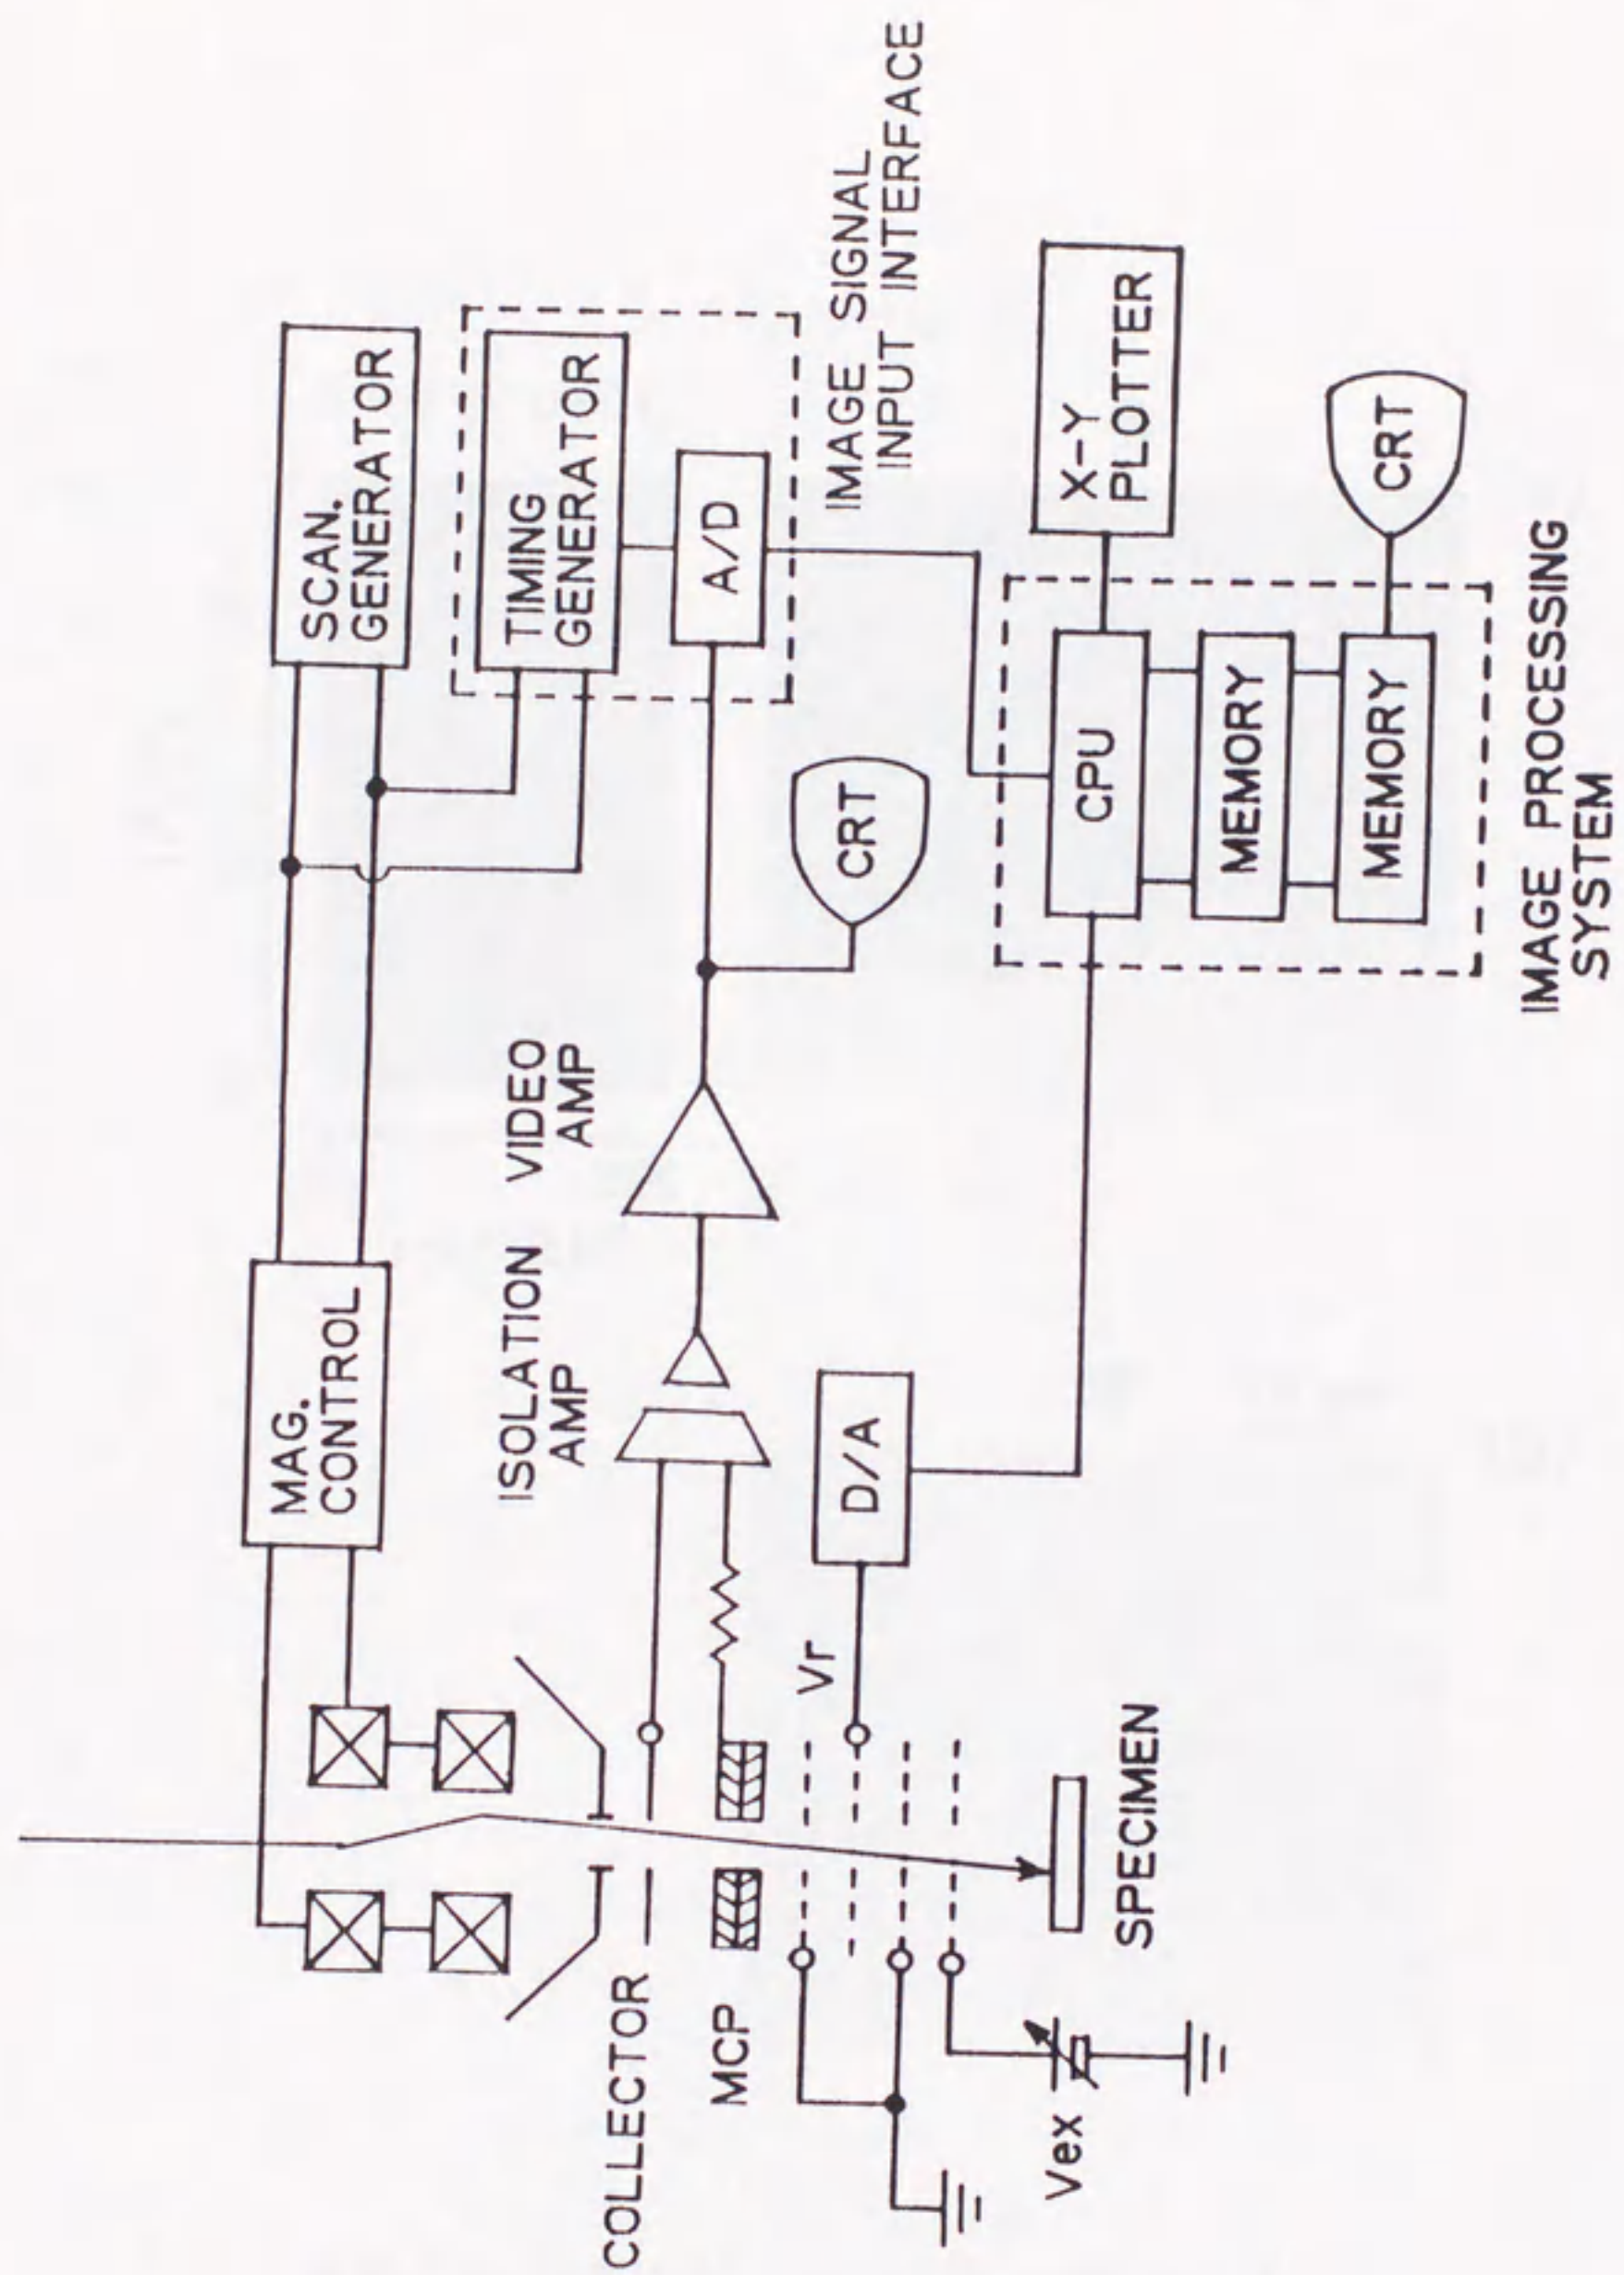 SCAN.
GENERATOR
MAG.
CONTROL
TIMING
GENERATOR
A/D
IMAGE SIGNAL
INPUT INTERFACE
ISOLATION
AMP
VIDEO
AMP
CRT
COLLECTOR
MCP
Vr
D/A
Vex
SPECIMEN
X-Y
PLOTTER
CPU
MEMORY
MEMORY
CRT
IMAGE PROCESSING
SYSTEM